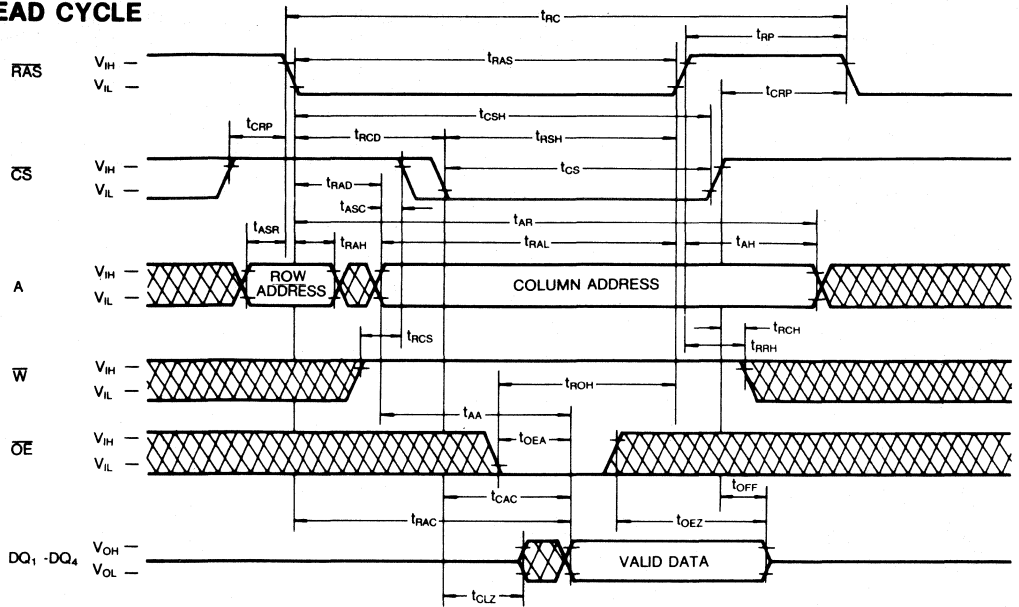 EAD CYCLE
tRC
tRP
RAS
VIH
VIL
tRAS
tCRP
tCSH
tCRP
tRCD
tRSH
CS
VIH
VIL
tRAD
tCS
tASC
tAR
tASR
tRAH
tRAL
tAH
A
VIH
VIL
ROW
ADDRESS
COLUMN ADDRESS
tRCS
tRCH
tRRH
W
VIH
VIL
tROH
tAA
OE
VIH
VIL
tOEA
tCAC
tOFF
tRAC
tOEZ
DQ1 -DQ4
VOH
VOL
VALID DATA
tCLZ